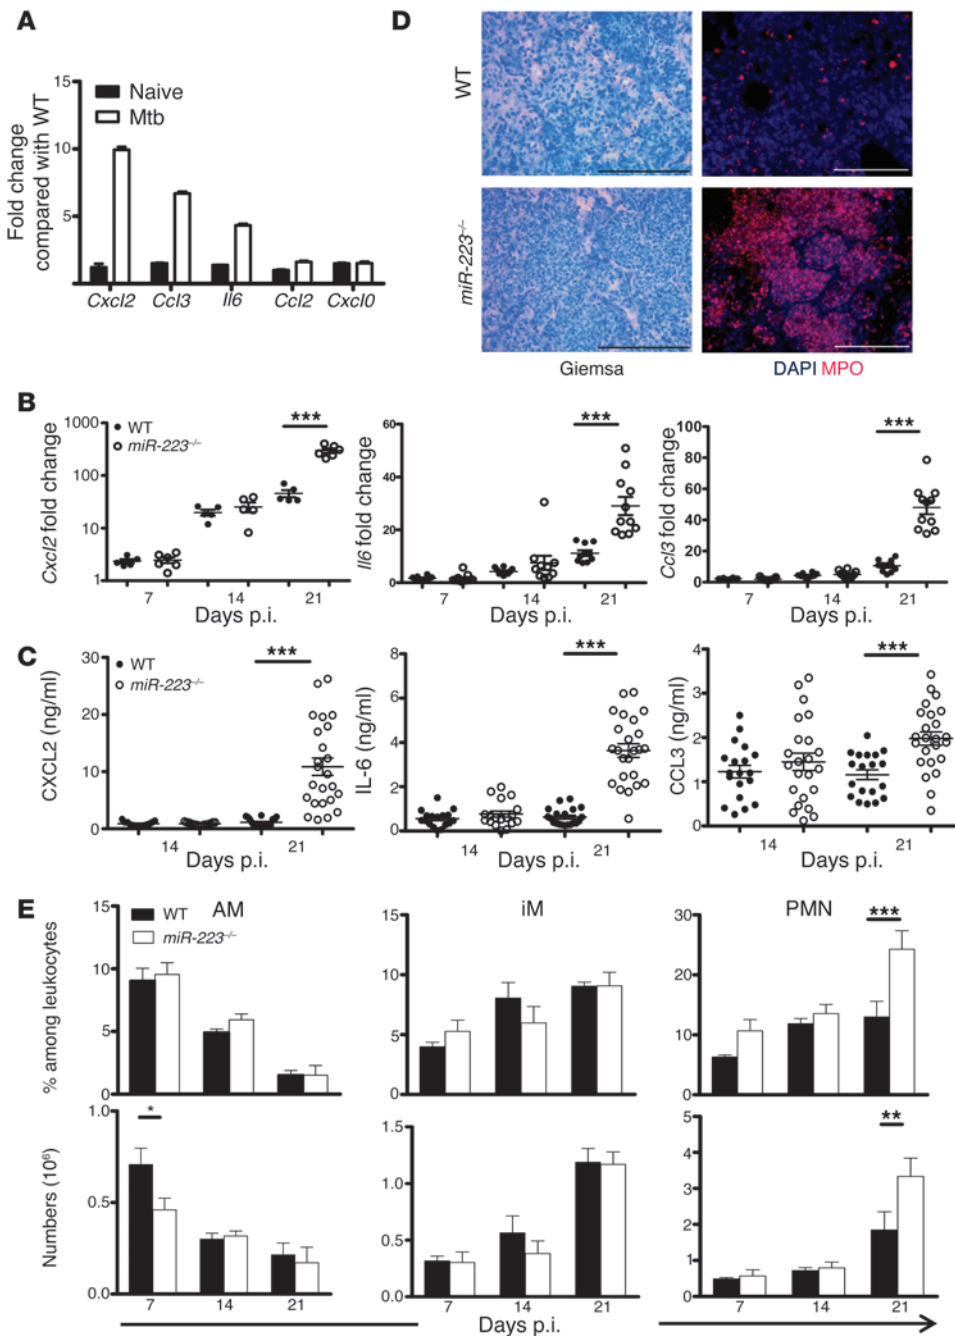 A
Fold change
compared with WT
15
10
5
Naive
Mtb
Cxcl2 Ccl3 Il6 Ccl2 Cxcl0
D
WT
miR-223–/–
Giemsa
DAPI MPO
B
Cxcl2 fold change
1000
100
10
1
WT
miR-223–/–
***
7 14 21
Days p.i.
Il6 fold change
60
40
20
0
***
7 14 21
Days p.i.
Ccl3 fold change
100
80
60
40
20
0
***
7 14 21
Days p.i.
C
CXCL2 (ng/ml)
30
20
10
0
WT
miR-223–/–
***
14 21
Days p.i.
IL-6 (ng/ml)
8
6
4
2
0
***
14 21
Days p.i.
CCL3 (ng/ml)
4
3
2
1
0
***
14 21
Days p.i.
E
% among leukocytes
AM
15
10
5
0
WT
miR-223–/–
iM
15
10
5
0
PMN
30
20
10
0
***
Numbers (10⁶)
1.0
0.5
0.0
*
7 14 21
1.5
1.0
0.5
0.0
7 14 21
5
4
3
2
1
0
**
7 14 21
Days p.i.